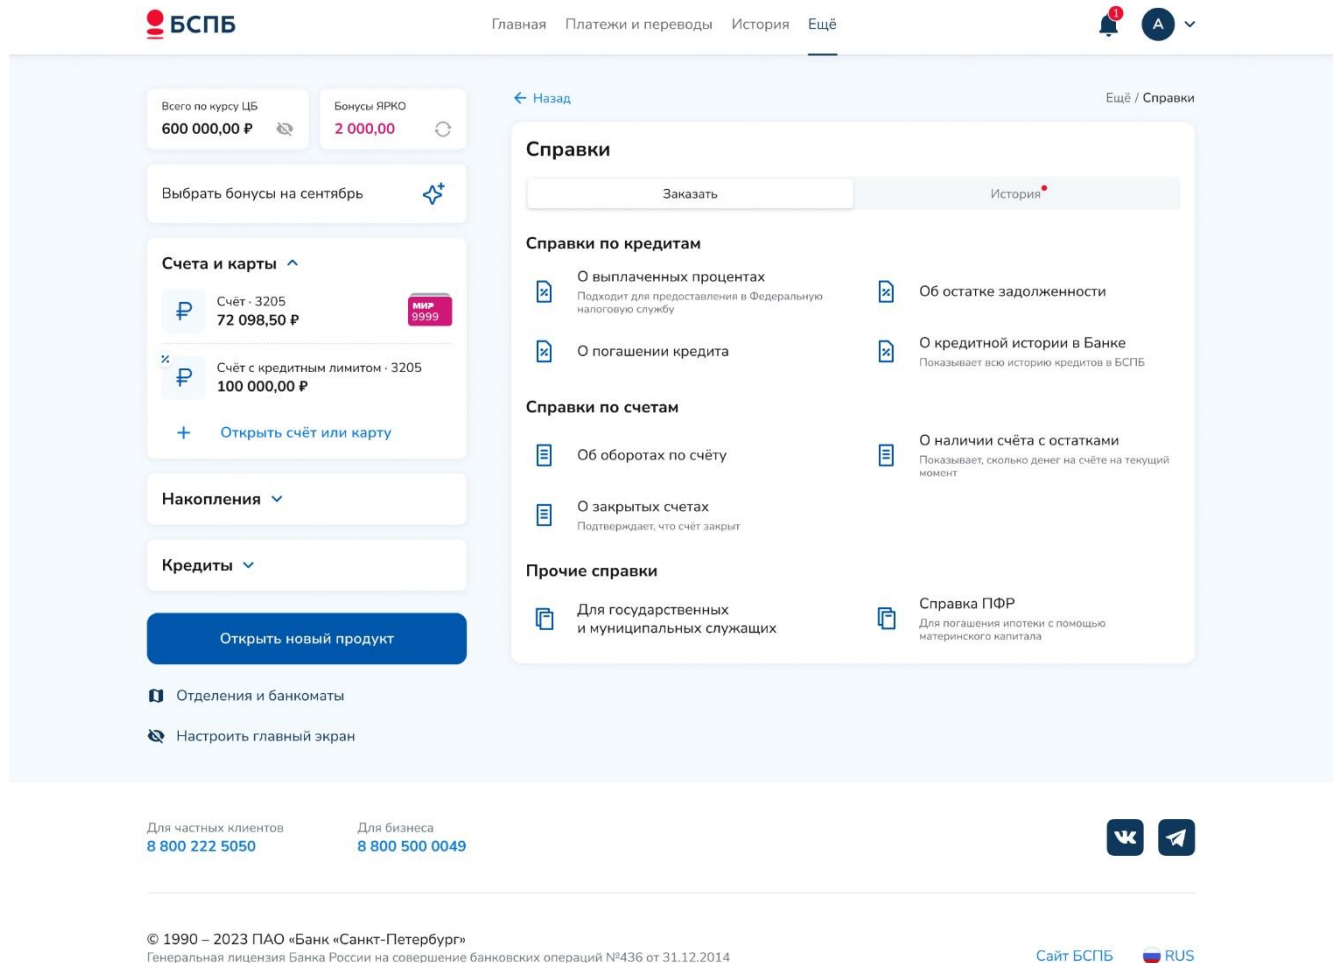 БСПБ
Главная Платежи и переводы История Ещё
1
А
Всего по курсу ЦБ
600 000,00 ₽
Бонусы ЯРКО
2 000,00
Выбрать бонусы на сентябрь
Счета и карты
Счёт · 3205
72 098,50 ₽
МИР
9999
Счёт с кредитным лимитом · 3205
100 000,00 ₽
+ Открыть счёт или карту
Накопления
Кредиты
Открыть новый продукт
Отделения и банкоматы
Настроить главный экран
← Назад
Ещё / Справки
Справки
Заказать
История
Справки по кредитам
О выплаченных процентах
Подходит для предоставления в Федеральную
налоговую службу
Об остатке задолженности
О погашении кредита
О кредитной истории в Банке
Показывает всю историю кредитов в БСПБ
Справки по счетам
Об оборотах по счёту
О наличии счёта с остатками
Показывает, сколько денег на счёте на текущий
момент
О закрытых счетах
Подтверждает, что счёт закрыт
Прочие справки
Для государственных
и муниципальных служащих
Справка ПФР
Для погашения ипотеки с помощью
материнского капитала
Для частных клиентов
8 800 222 5050
Для бизнеса
8 800 500 0049
© 1990 – 2023 ПАО «Банк «Санкт-Петербург»
Генеральная лицензия Банка России на совершение банковских операций №436 от 31.12.2014
Сайт БСПБ
RUS